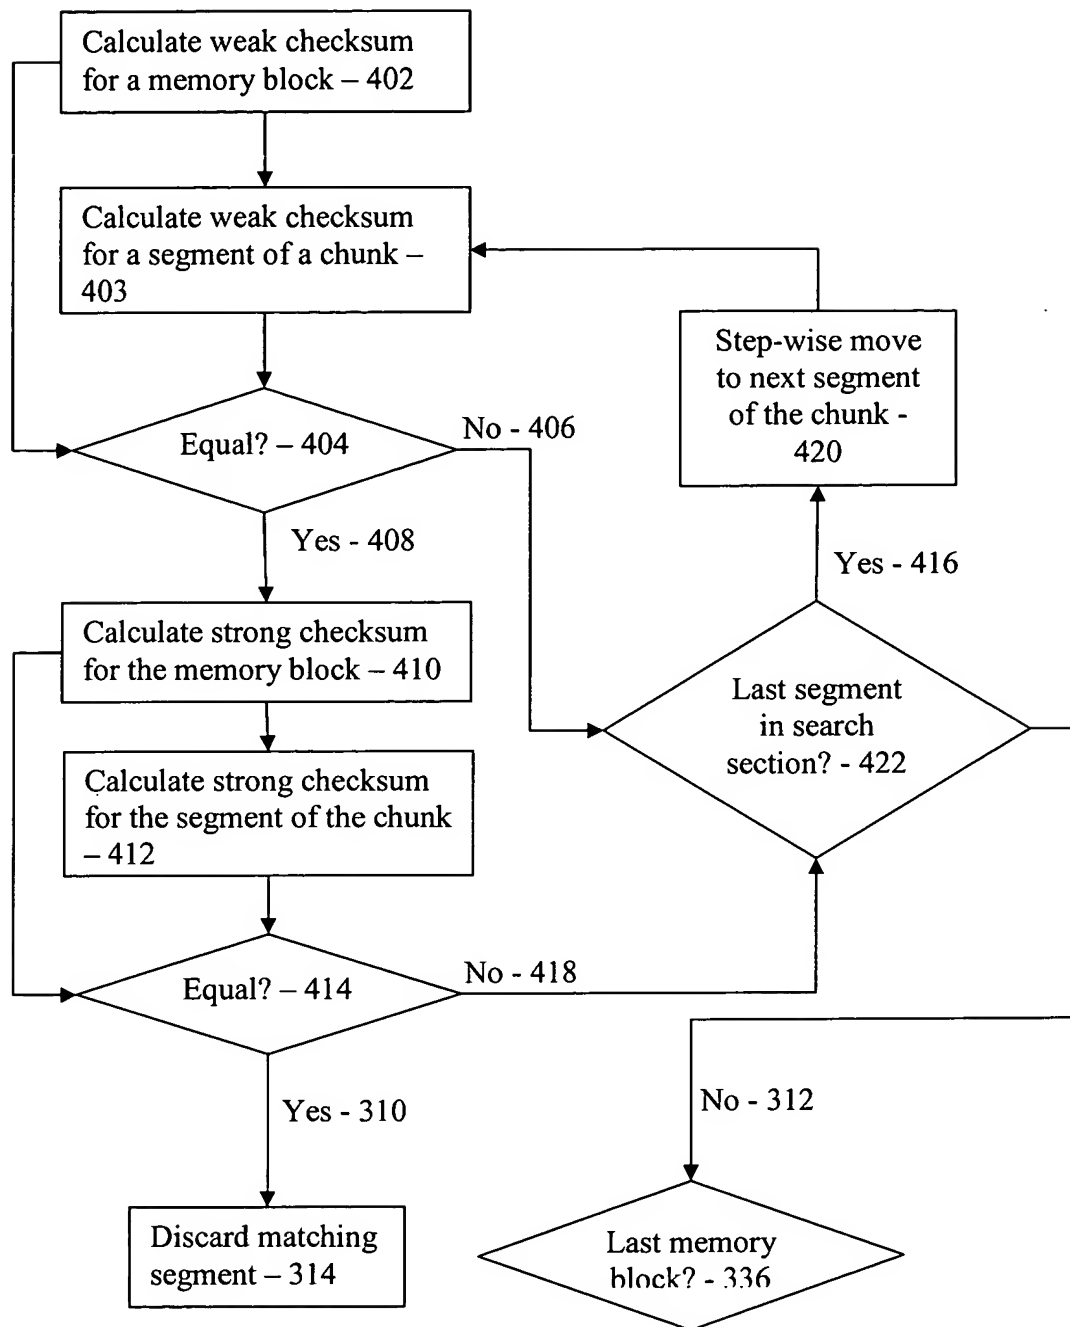 Calculate weak checksum
for a memory block – 402
Calculate weak checksum
for a segment of a chunk –
403
Equal? – 404
No - 406
Yes - 408
Calculate strong checksum
for the memory block – 410
Calculate strong checksum
for the segment of the chunk
– 412
Equal? – 414
No - 418
Yes - 310
Discard matching
segment – 314
Step-wise move
to next segment
of the chunk -
420
Yes - 416
Last segment
in search
section? - 422
No - 312
Last memory
block? - 336